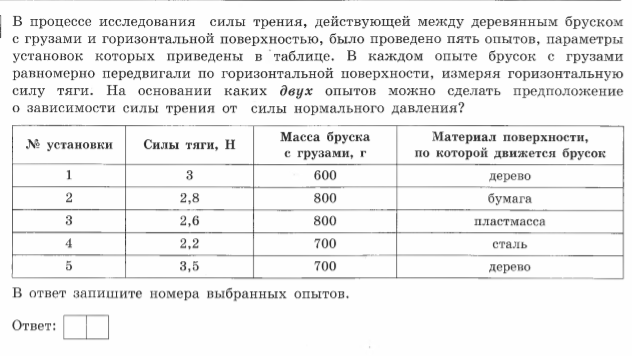 В процессе исследования силы трения, действующей между деревянным бруском
с грузами и горизонтальной поверхностью, было проведено пять опытов, параметры
установок которых приведены в таблице. В каждом опыте брусок с грузами
равномерно передвигали по горизонтальной поверхности, измеряя горизонтальную
силу тяги. На основании каких двух опытов можно сделать предположение
о зависимости силы трения от силы нормального давления?
№ установки Силы тяги, Н Масса бруска с грузами, г Материал поверхности, по которой движется брусок
1 3 600 дерево
2 2,8 800 бумага
3 2,6 800 пластмасса
4 2,2 700 сталь
5 3,5 700 дерево
В ответ запишите номера выбранных опытов.
Ответ: